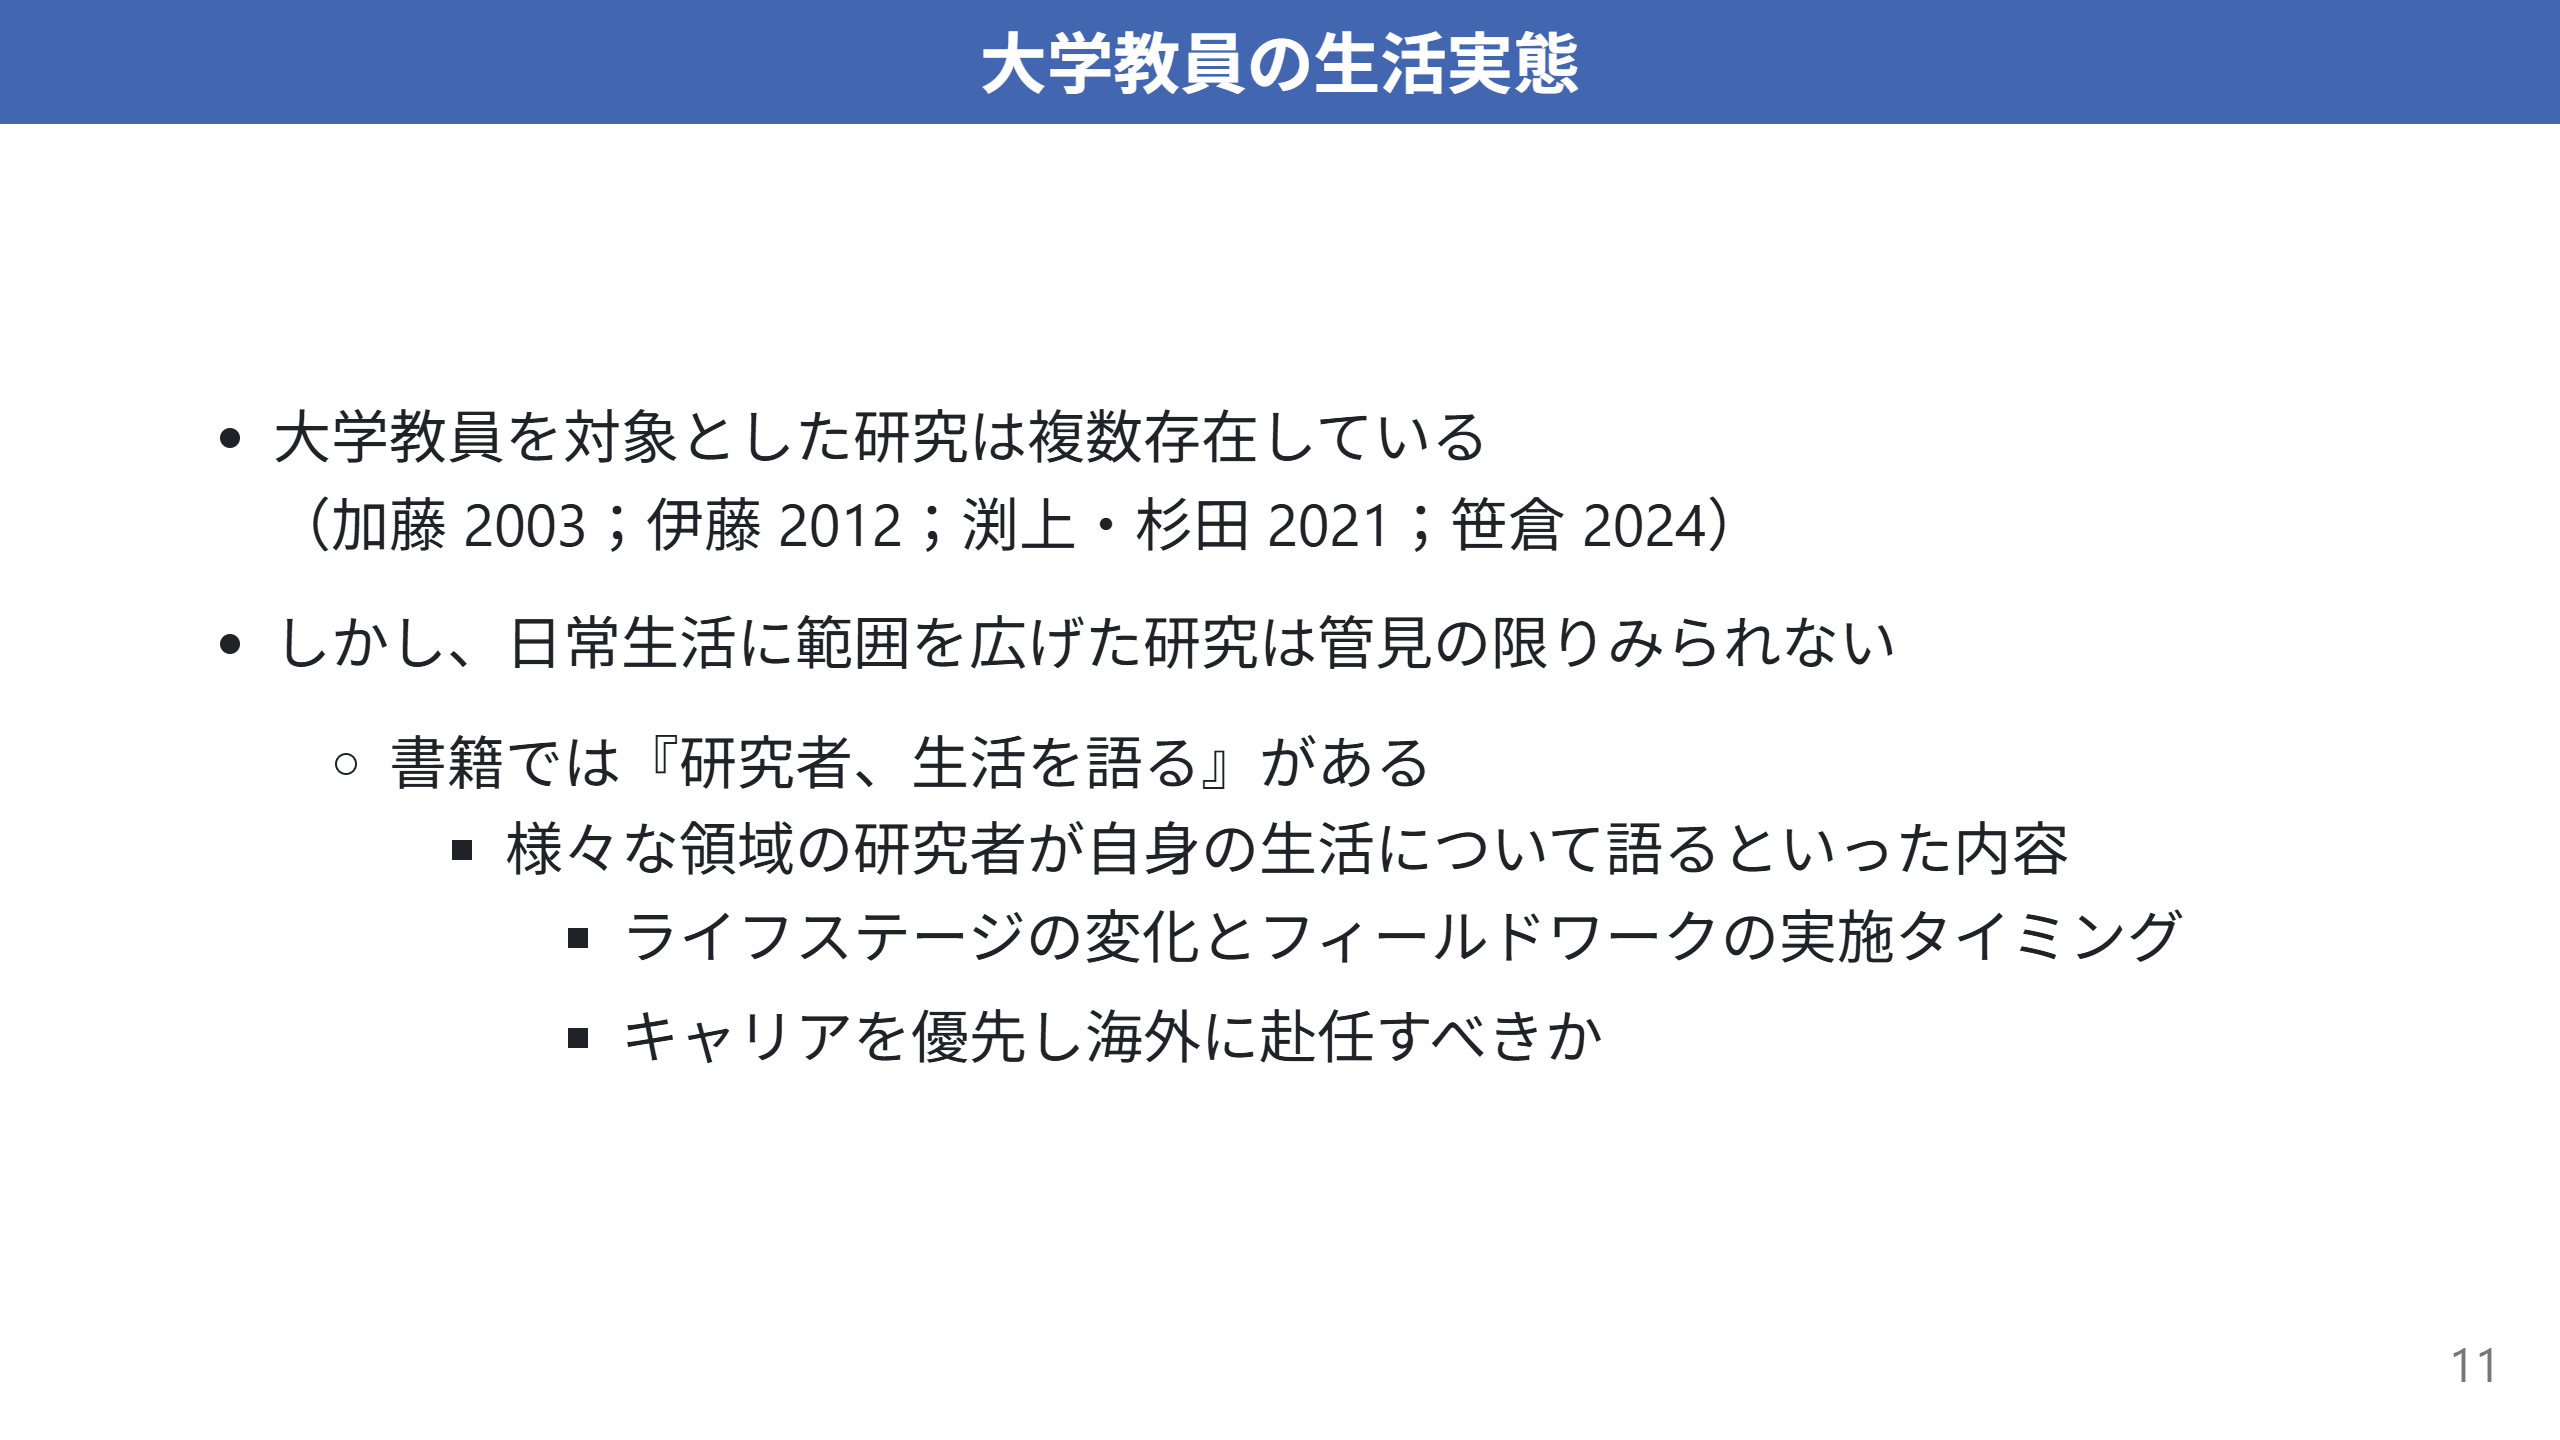 大学教員の生活実態
• 大学教員を対象とした研究は複数存在している
（加藤 2003；伊藤 2012；渕上・杉田 2021；笹倉 2024）
• しかし、日常生活に範囲を広げた研究は管見の限りみられない
○ 書籍では『研究者、生活を語る』がある
■ 様々な領域の研究者が自身の生活について語るといった内容
■ ライフステージの変化とフィールドワークの実施タイミング
■ キャリアを優先し海外に赴任すべきか
11